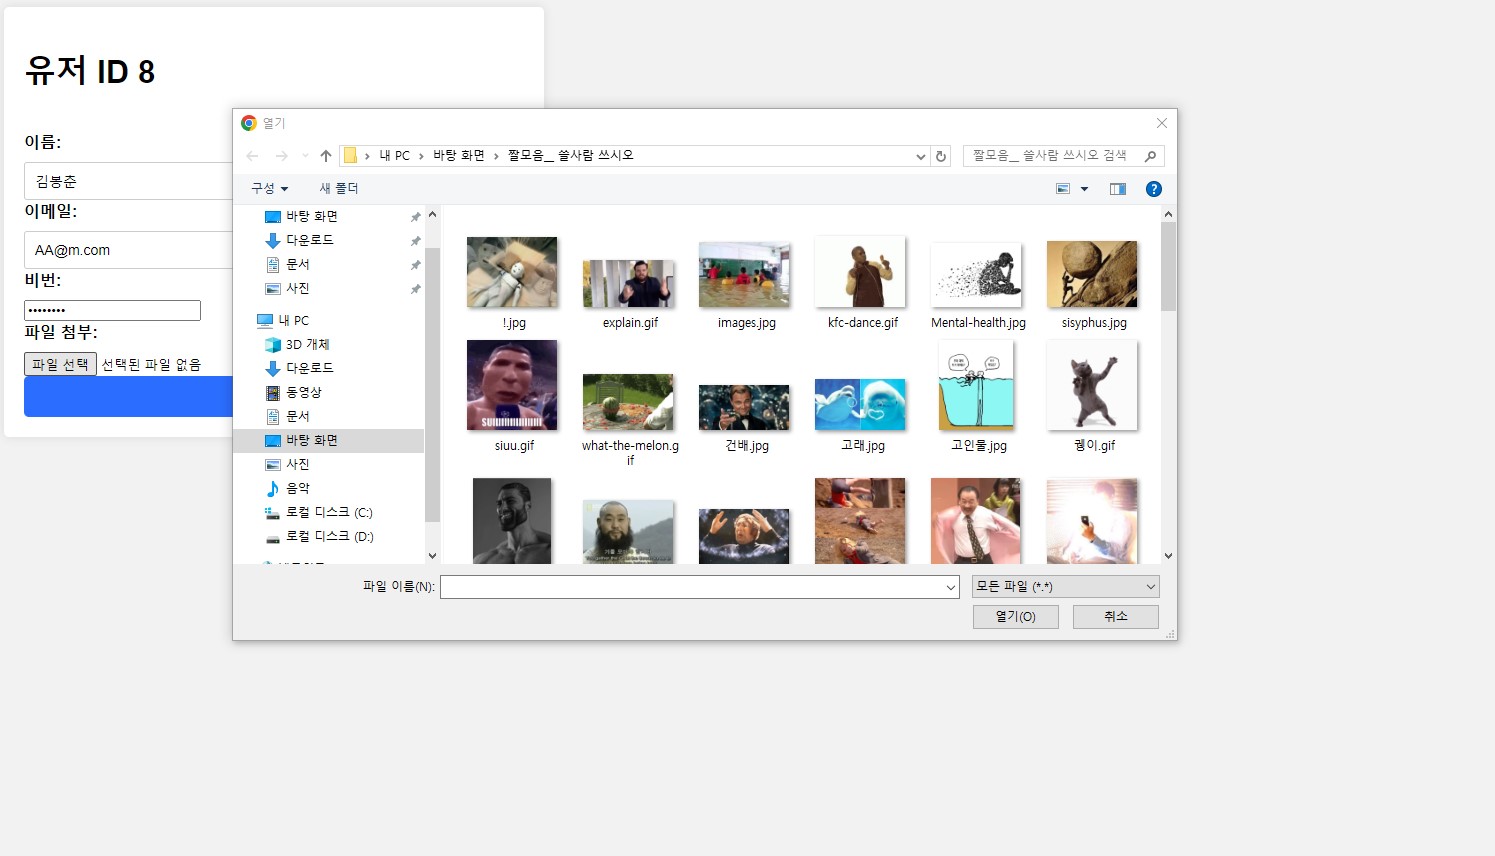 유저 ID 8
이름:
김봉준
이메일:
AA@m.com
비번:
••••••••
파일 첨부:
파일 선택 선택된 파일 없음
열기
내 PC > 바탕 화면 > 짤모음__ 쓸사람 쓰시오
짤모음__ 쓸사람 쓰시오 검색
구성 새 폴더
바탕 화면
다운로드
문서
사진
내 PC
3D 개체
다운로드
동영상
문서
바탕 화면
사진
음악
로컬 디스크 (C:)
로컬 디스크 (D:)
!.jpg explain.gif images.jpg kfc-dance.gif Mental-health.jpg sisyphus.jpg
SUIIIIIIIIIIIIII
siuu.gif what-the-melon.g 건배.jpg 고래.jpg 고인물.jpg 궹이.gif
if
파일 이름(N): 모든 파일 (*.*)
열기(O) 취소